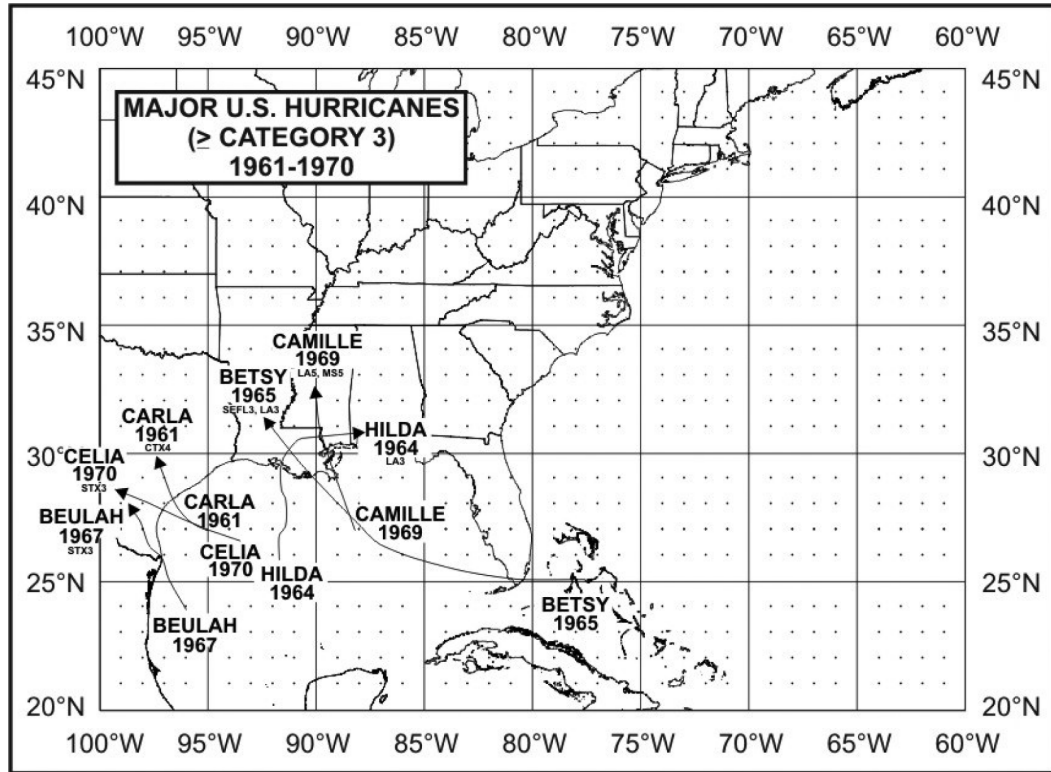 100°W 95°W 90°W 85°W 80°W 75°W 70°W 65°W 60°W
45°N 45°N
MAJOR U.S. HURRICANES
(≥ CATEGORY 3)
1961-1970
40°N 40°N
35°N 35°N
CAMILLE
1969
LA5, MS5
BETSY
1965
SEFL3, LA3
CARLA
1961
CTX4
HILDA
1964
LA3
30°N 30°N
CELIA
1970
STX3
CARLA
1961
BEULAH
1967
STX3
CAMILLE
1969
CELIA
1970
HILDA
1964
25°N 25°N
BETSY
1965
BEULAH
1967
20°N 20°N
100°W 95°W 90°W 85°W 80°W 75°W 70°W 65°W 60°W